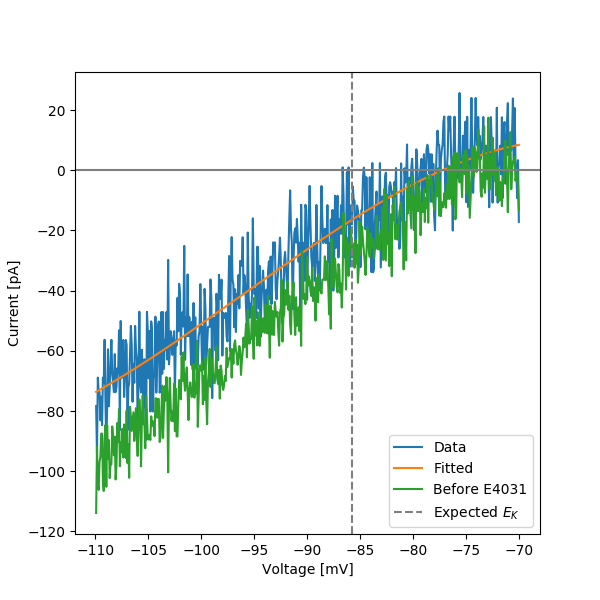 20
0
−20
−40
−60
−80
−100
−120
Current [pA]
Data
Fitted
Before E4031
Expected E_K
−110 −105 −100 −95 −90 −85 −80 −75 −70
Voltage [mV]